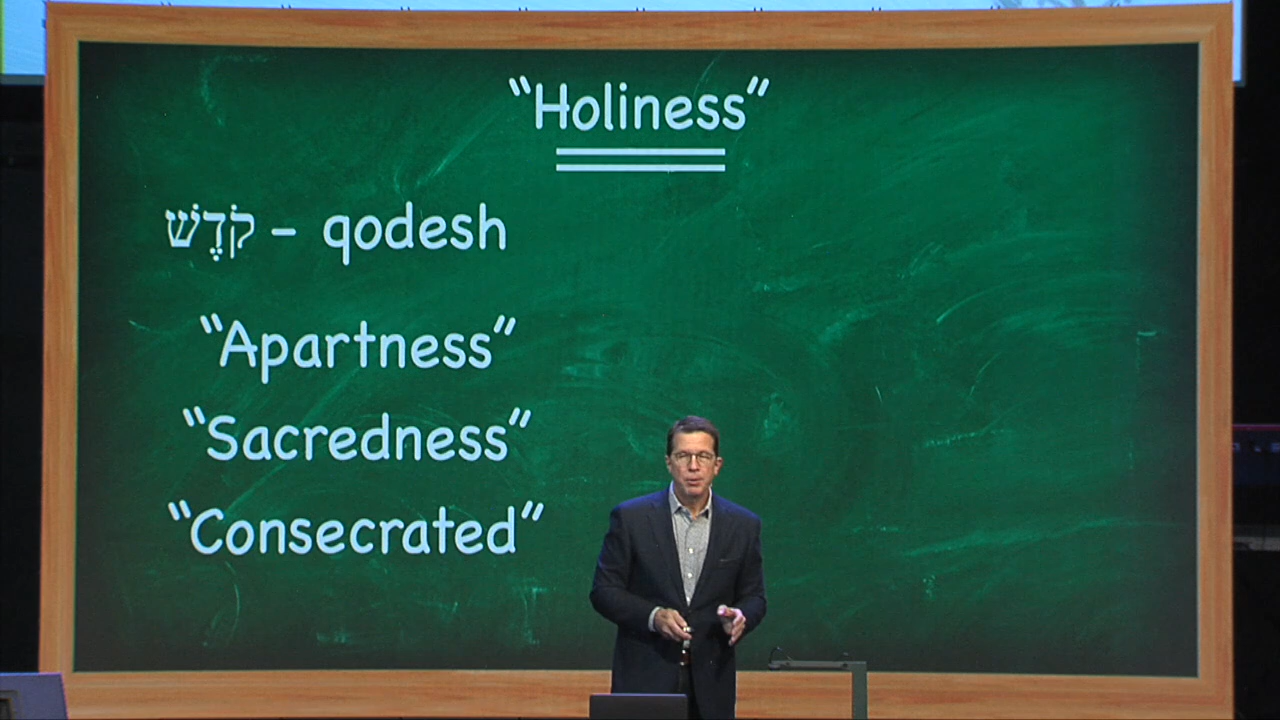 “Holiness”
קֹדֶשׁ – qodesh
“Apartness”
“Sacredness”
“Consecrated”